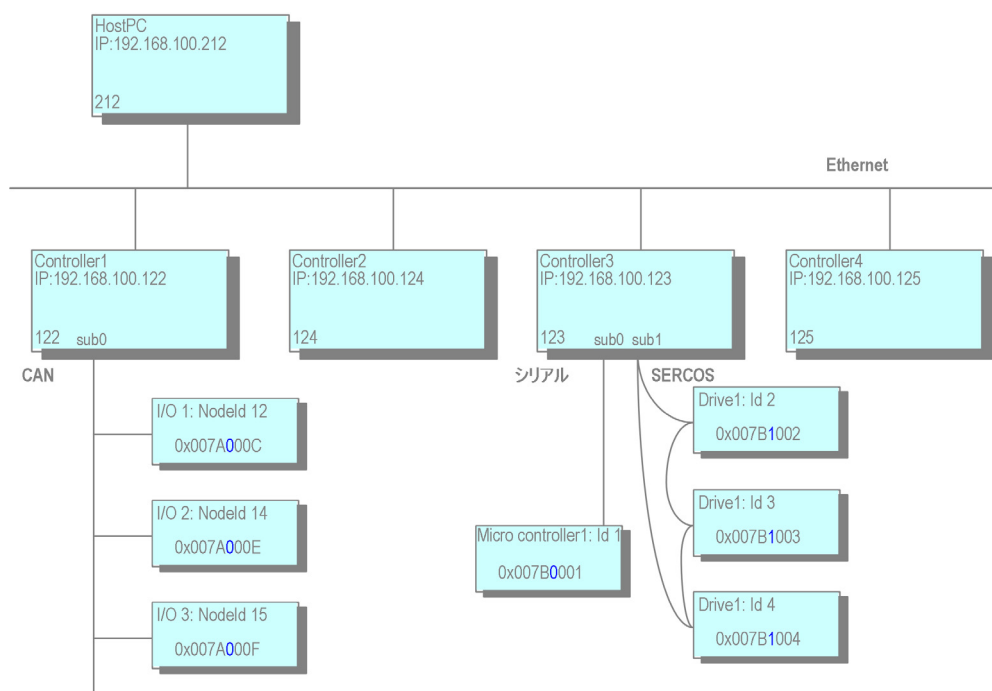 HostPC
IP:192.168.100.212
212
Ethernet
Controller1
IP:192.168.100.122
122 sub0
Controller2
IP:192.168.100.124
124
Controller3
IP:192.168.100.123
123 sub0 sub1
Controller4
IP:192.168.100.125
125
CAN
シリアル
SERCOS
I/O 1: NodeId 12
0x007A000C
I/O 2: NodeId 14
0x007A000E
I/O 3: NodeId 15
0x007A000F
Micro controller1: Id 1
0x007B0001
Drive1: Id 2
0x007B1002
Drive1: Id 3
0x007B1003
Drive1: Id 4
0x007B1004